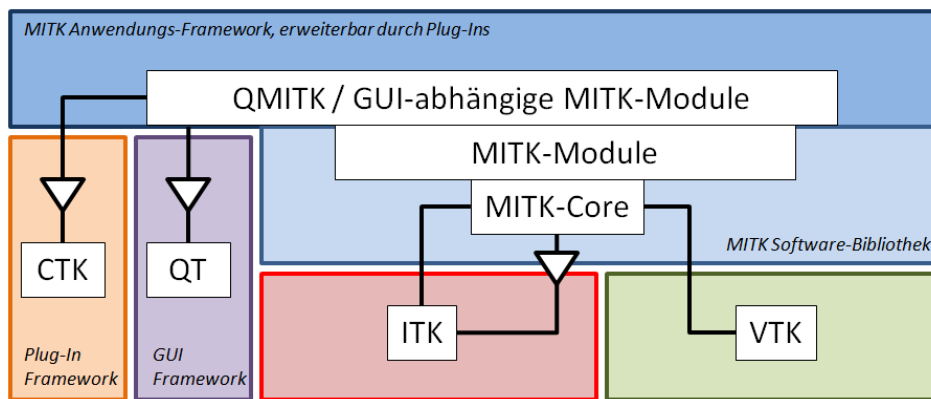 MITK Anwendungs-Framework, erweiterbar durch Plug-Ins
QMITK / GUI-abhängige MITK-Module
MITK-Module
MITK-Core
MITK Software-Bibliothek
CTK
QT
ITK
VTK
Plug-In
Framework
GUI
Framework